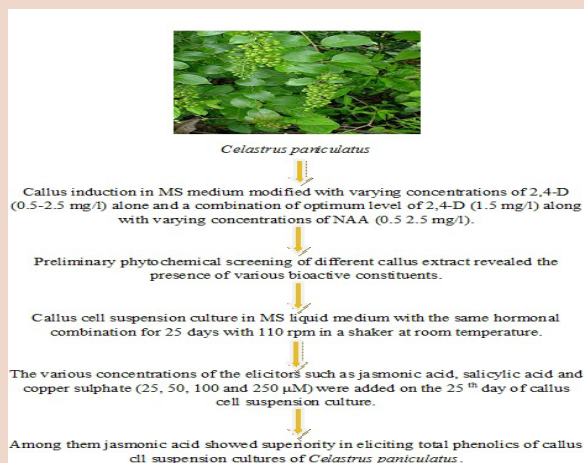 Celastrus paniculatus
Callus induction in MS medium modified with varying concentrations of 2,4-D
(0.5-2.5 mg/l) alone and a combination of optimum level of 2,4-D (1.5 mg/l) along
with varying concentrations of NAA (0.5 2.5 mg/l).
Preliminary phytochemical screening of different callus extract revealed the
presence of various bioactive constituents.
Callus cell suspension culture in MS liquid medium with the same hormonal
combination for 25 days with 110 rpm in a shaker at room temperature.
The various concentrations of the elicitors such as jasmonic acid, salicylic acid and
copper sulphate (25, 50, 100 and 250 μM) were added on the 25 th day of callus
cell suspension culture.
Among them jasmonic acid showed superiority in eliciting total phenolics of callus
cll suspension cultures of Celastrus paniculatus.